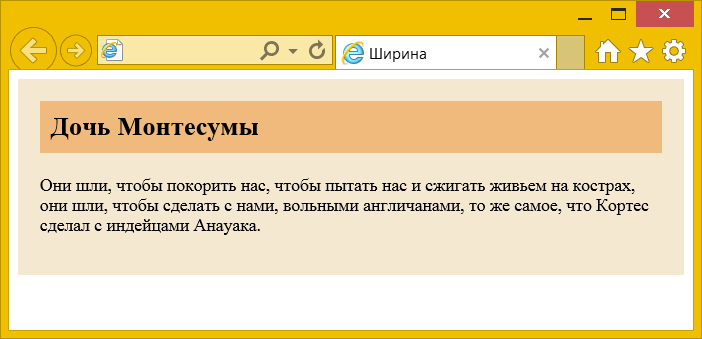 Ширина
Дочь Монтесумы
Они шли, чтобы покорить нас, чтобы пытать нас и сжигать живьем на кострах,
они шли, чтобы сделать с нами, вольными англичанами, то же самое, что Кортес
сделал с индейцами Анауака.